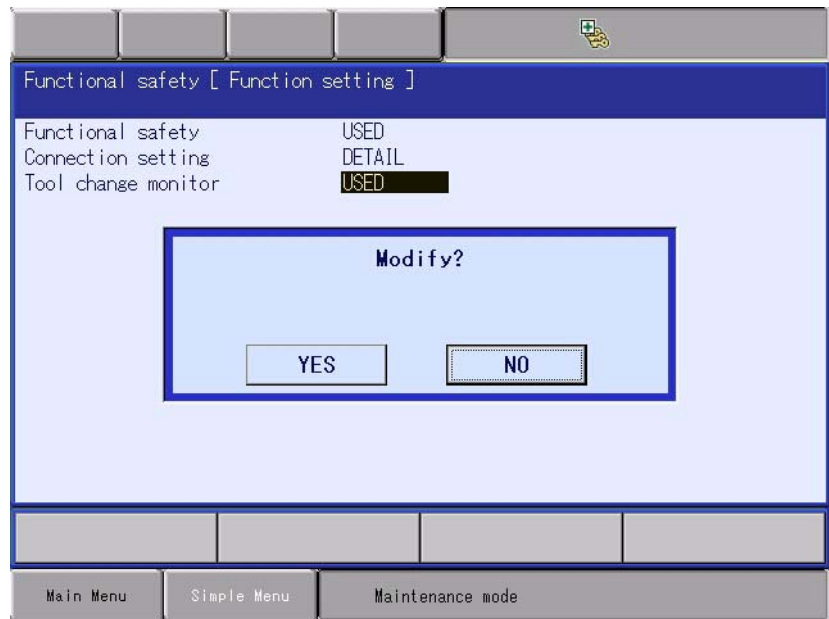 Functional safety [ Function setting ]
Functional safety USED
Connection setting DETAIL
Tool change monitor USED
Modify?
YES NO
Main Menu Simple Menu Maintenance mode